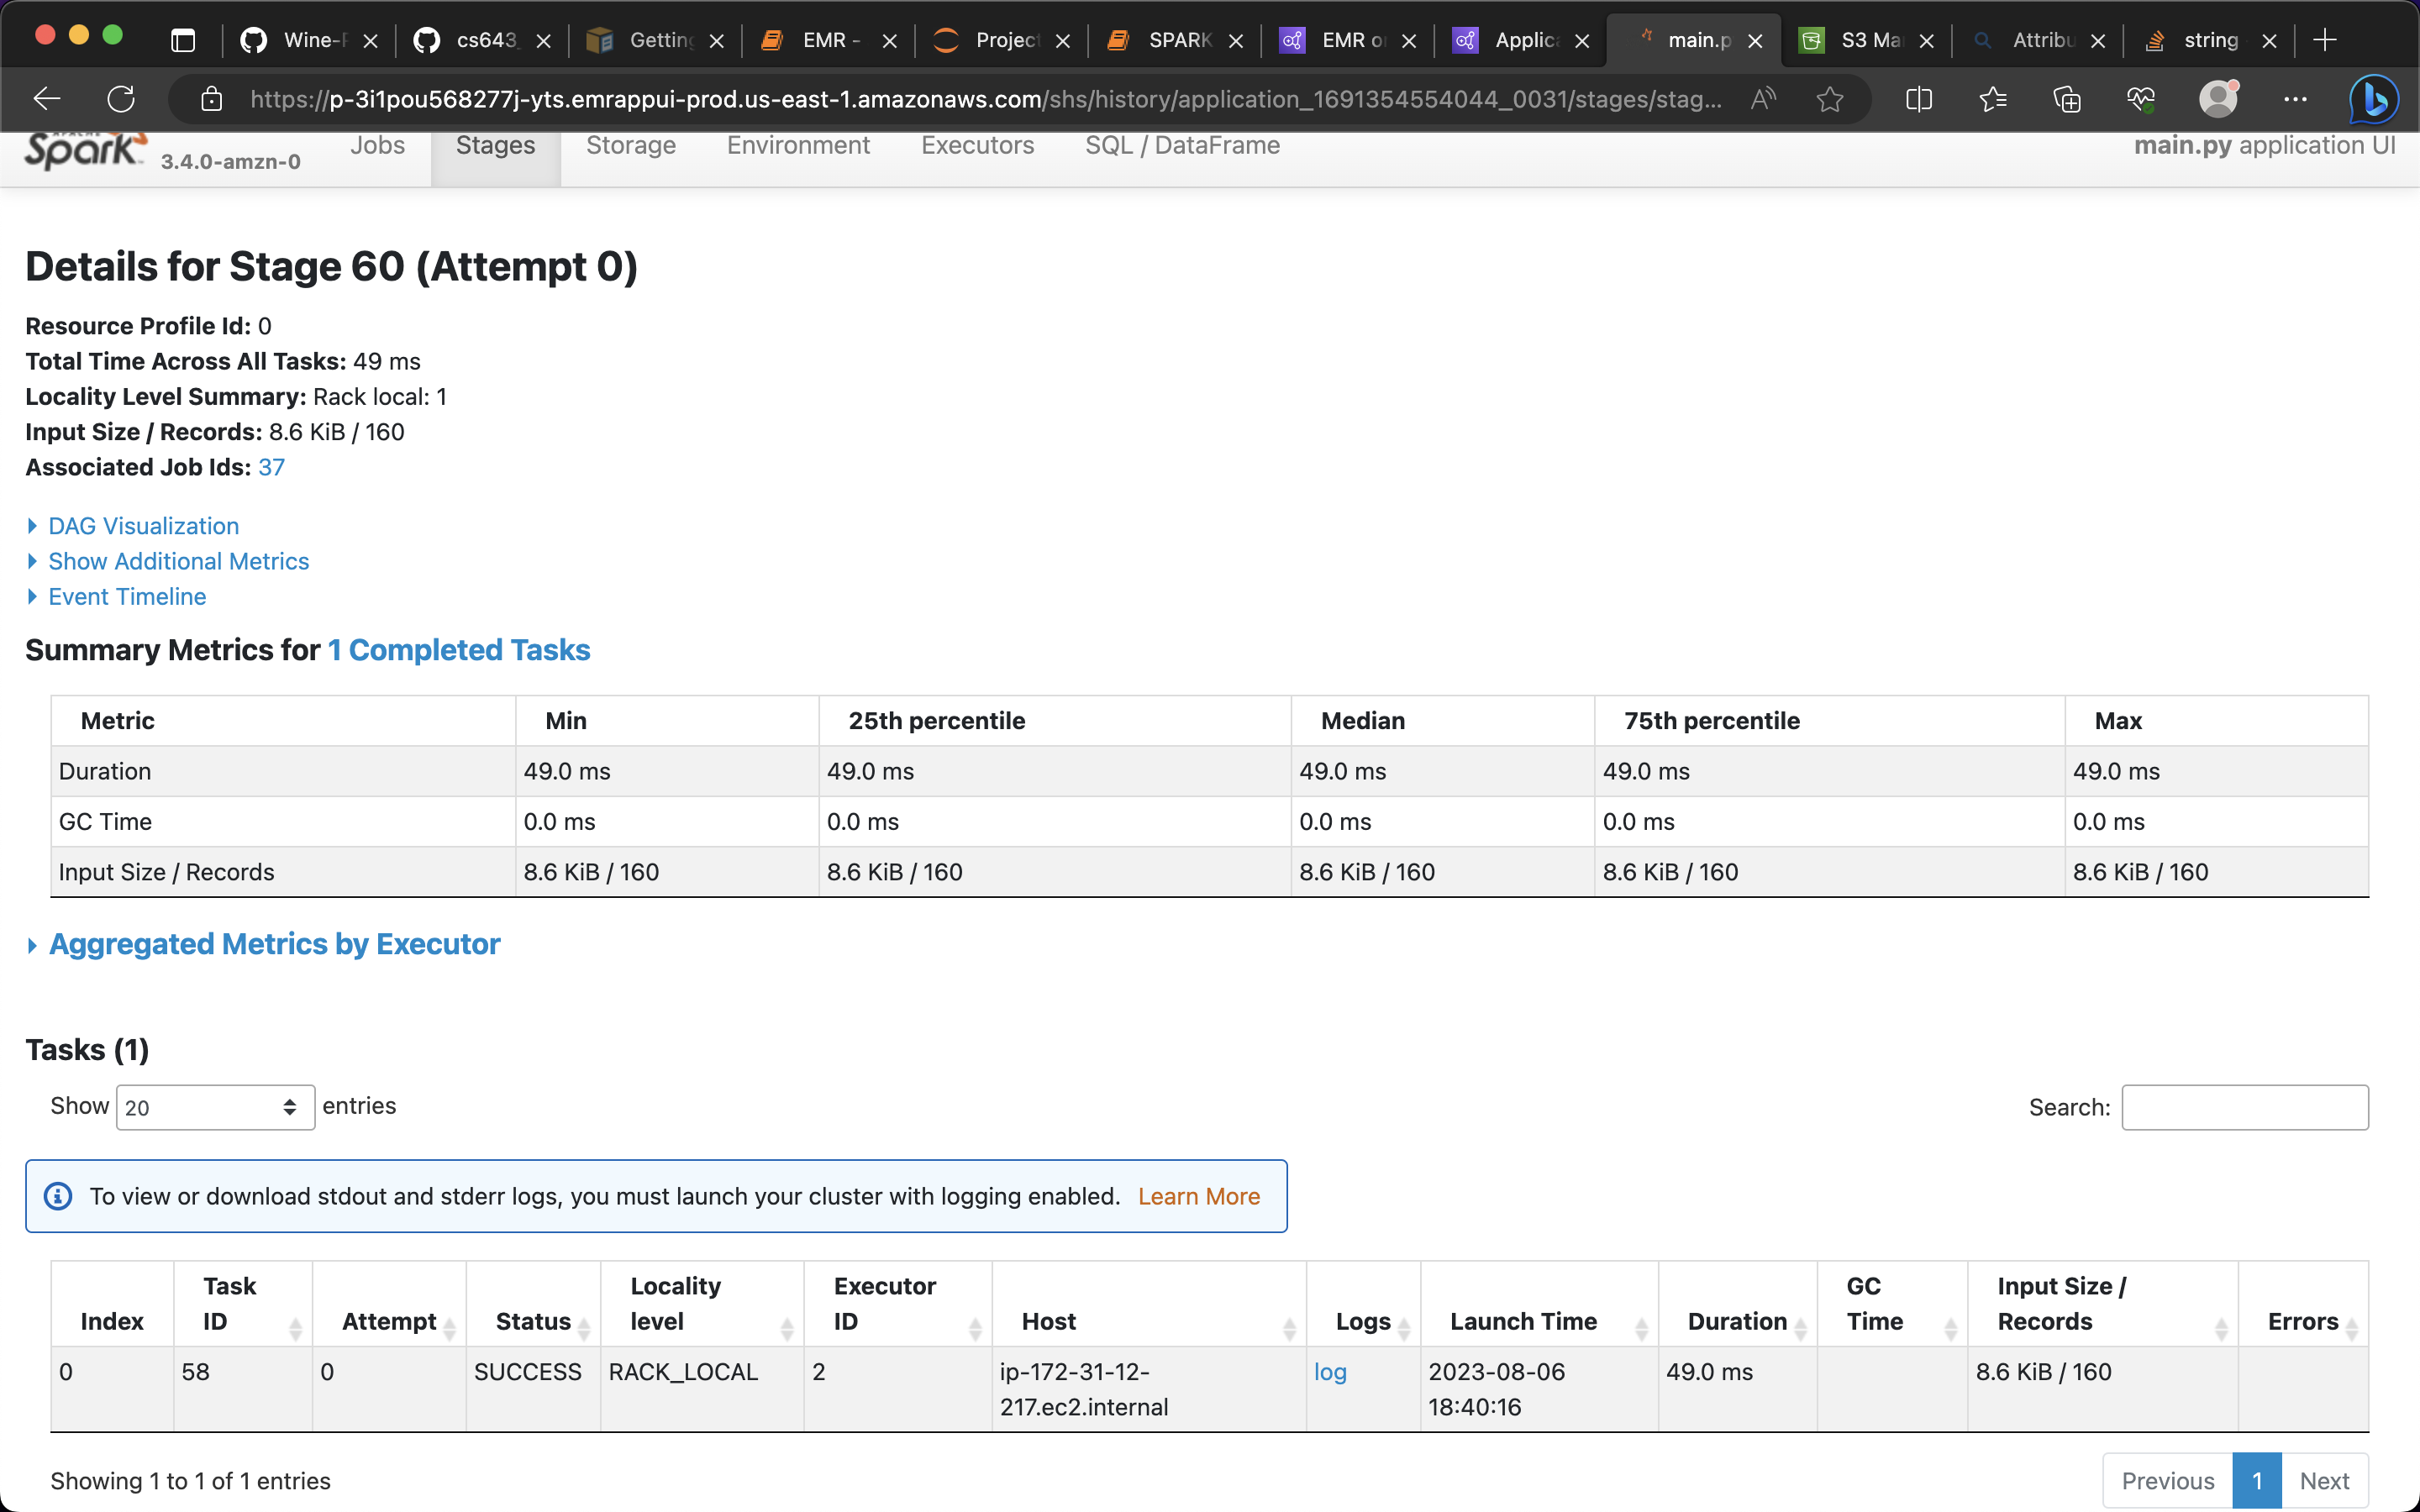 Wine-F
cs643_
Getting
EMR -
Project
SPARK
EMR o
Applica
main.p
S3 Ma
Attribu
string
https://p-3i1pou568277j-yts.emrappui-prod.us-east-1.amazonaws.com/shs/history/application_1691354554044_0031/stages/stag...
Spark 3.4.0-amzn-0
Jobs
Stages
Storage
Environment
Executors
SQL / DataFrame
main.py application UI
Details for Stage 60 (Attempt 0)
Resource Profile Id: 0
Total Time Across All Tasks: 49 ms
Locality Level Summary: Rack local: 1
Input Size / Records: 8.6 KiB / 160
Associated Job Ids: 37
DAG Visualization
Show Additional Metrics
Event Timeline
Summary Metrics for 1 Completed Tasks
Metric Min 25th percentile Median 75th percentile Max
Duration 49.0 ms 49.0 ms 49.0 ms 49.0 ms 49.0 ms
GC Time 0.0 ms 0.0 ms 0.0 ms 0.0 ms 0.0 ms
Input Size / Records 8.6 KiB / 160 8.6 KiB / 160 8.6 KiB / 160 8.6 KiB / 160 8.6 KiB / 160
Aggregated Metrics by Executor
Tasks (1)
Show 20 entries
Search:
To view or download stdout and stderr logs, you must launch your cluster with logging enabled. Learn More
Index Task ID Attempt Status Locality level Executor ID Host Logs Launch Time Duration GC Time Input Size / Records Errors
0 58 0 SUCCESS RACK_LOCAL 2 ip-172-31-12-217.ec2.internal log 2023-08-06 18:40:16 49.0 ms 8.6 KiB / 160
Showing 1 to 1 of 1 entries
Previous 1 Next